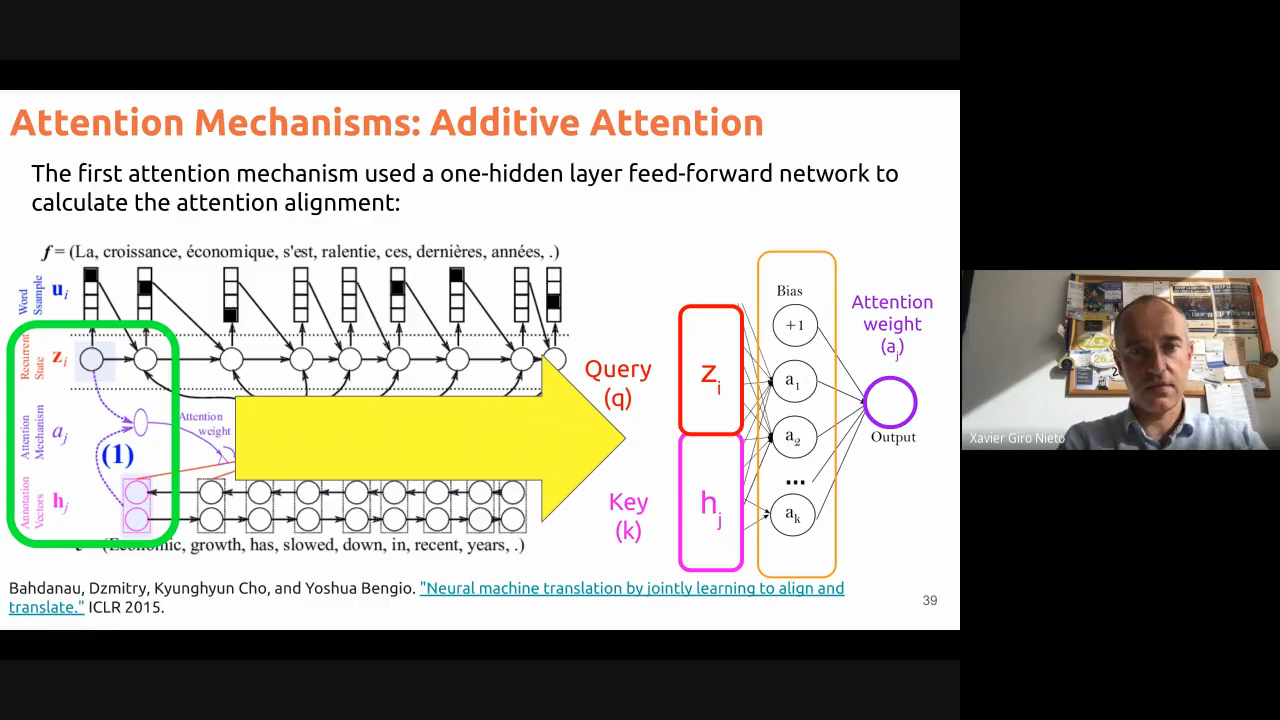 Attention Mechanisms: Additive Attention
The first attention mechanism used a one-hidden layer feed-forward network to
calculate the attention alignment:
f = (La, croissance, économique, s'est, ralentie, ces, dernières, années, .)
Word
Ssample
u i
Recurrent
State
z i
Attention
Mechanism
a j
Annotation
Vectors
h j
Attention
weight
(1)
(Economic, growth, has, slowed, down, in, recent, years, .)
Query
(q)
Key
(k)
z i
h j
Bias
+1
a 1
a 2
...
a k
Attention
weight
(a j)
Output
Bahdanau, Dzmitry, Kyunghyun Cho, and Yoshua Bengio. "Neural machine translation by jointly learning to align and
translate." ICLR 2015.
39
Xavier Giro Nieto